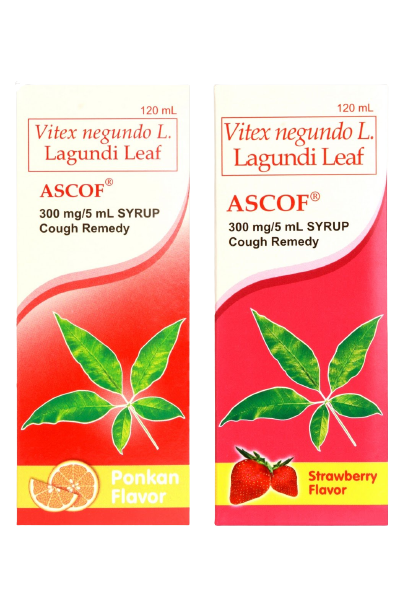 120 mL
Vitex negundo L.
Lagundi Leaf
ASCOF®
300 mg/5 mL SYRUP
Cough Remedy
Ponkan
Flavor
120 mL
Vitex negundo L.
Lagundi Leaf
ASCOF®
300 mg/5 mL SYRUP
Cough Remedy
Strawberry
Flavor